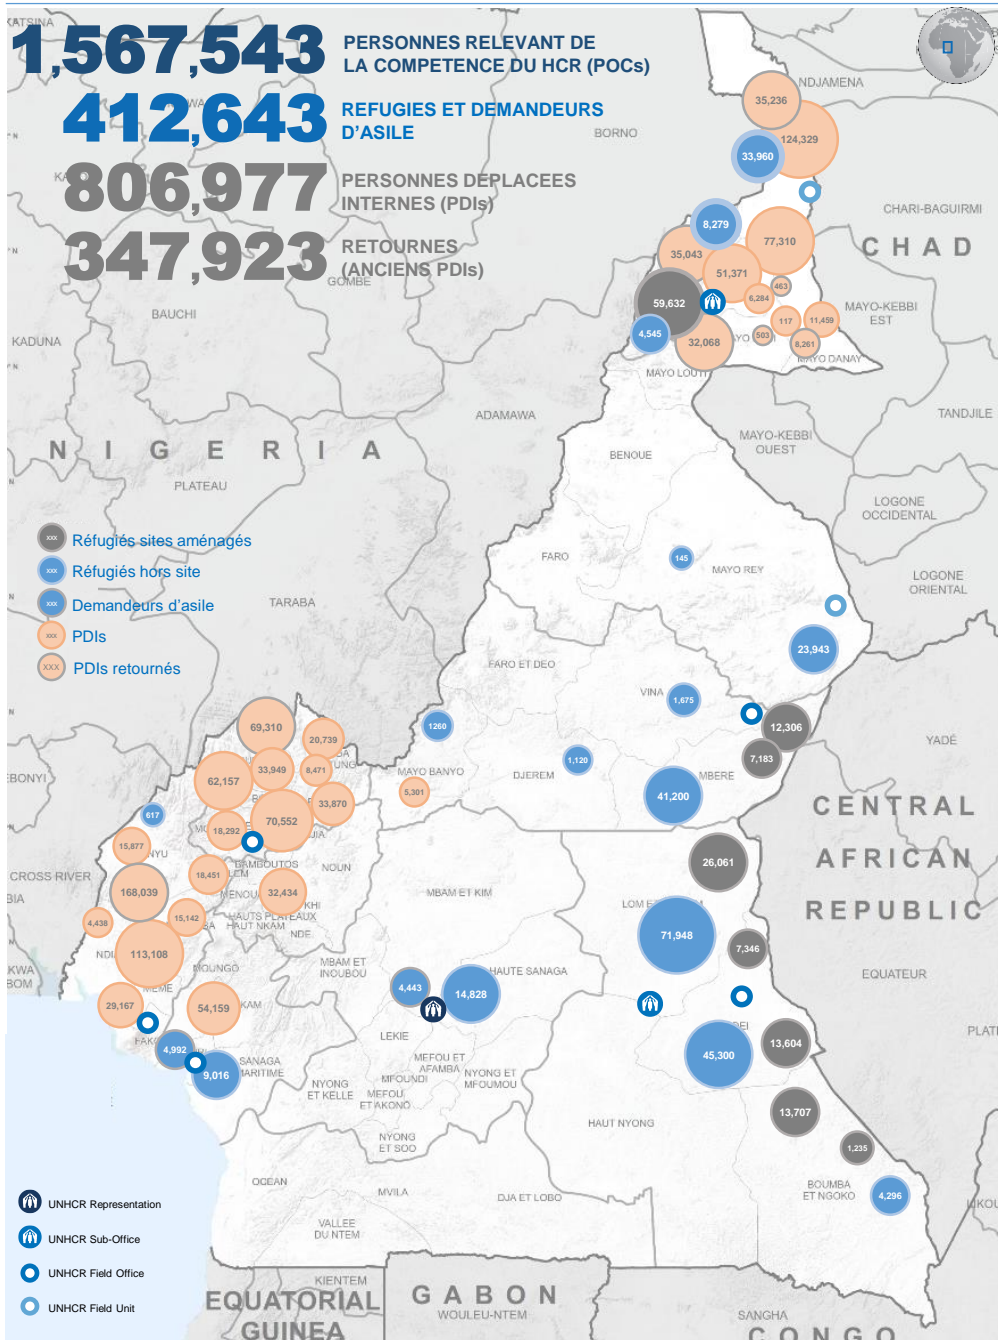 1,567,543
PERSONNES RELEVANT DE
LA COMPETENCE DU HCR (POCs)
412,643
REFUGIES ET DEMANDEURS
D'ASILE
806,977
PERSONNES DEPLACEES
INTERNES (PDIs)
347,923
RETOURNES
(ANCIENS PDIs)
NDJAMENA
35,236
124,329
BORNO
33,960
CHARI-BAGUIRMI
8,279
77,310
CHAD
35,043
51,371
GOMBE
463
6,284
59,632
MAYO-KEBBI
EST
BAUCHI
117
11,459
4,545
503
32,068
8,261
KADUNA
MAYO DANAY
MAYO LOUTI
ADAMAWA
TANDJILE
MAYO-KEBBI
OUEST
NIGERIA
BENOUE
PLATEAU
LOGONE
OCCIDENTAL
xxx Réfugiés sites aménagés
xxx Réfugiés hors site
xxx Demandeurs d'asile
xxx PDIs
XXX PDIs retournés
FARO
145
MAYO REY
LOGONE
ORIENTAL
TARABA
23,943
FARO ET DEO
VINA
1,675
69,310
1260
12,306
20,739
YADÉ
7,183
1,120
33,949
8,471
MAYO BANYO
DJEREM
MBERE
62,157
5,301
41,200
33,870
CENTRAL
AFRICAN
REPUBLIC
617
70,552
18,292
15,877
BAMBOUTOS
26,061
NOUN
CROSS RIVER
18,451
168,039
32,434
MBAM ET KIM
HAUTS PLATEAUX
HAUT NKAM
NDE
4,438
15,142
71,948
7,346
113,108
MOUNGO
MBAM ET
INOUBOU
HAUTE SANAGA
EQUATEUR
MEME
4,443
14,828
29,167
54,159
LEKIE
4,992
13,604
45,300
SANAGA
MARITIME
MEFOU ET
AFAMBA
9,016
MFOUNDI
NYONG ET
MFOUMOU
NYONG
ET KELLE
MEFOU
ET AKONO
13,707
HAUT NYONG
NYONG
ET SOO
1,235
OCEAN
MVILA
DJA ET LOBO
BOUMBA
ET NGOKO
4,296
VALLEE
DU NTEM
UNHCR Representation
UNHCR Sub-Office
UNHCR Field Office
UNHCR Field Unit
KIENTEM
EQUATORIAL
GUINEA
GABON
WOULEU-NTEM
SANGHA
CONGO